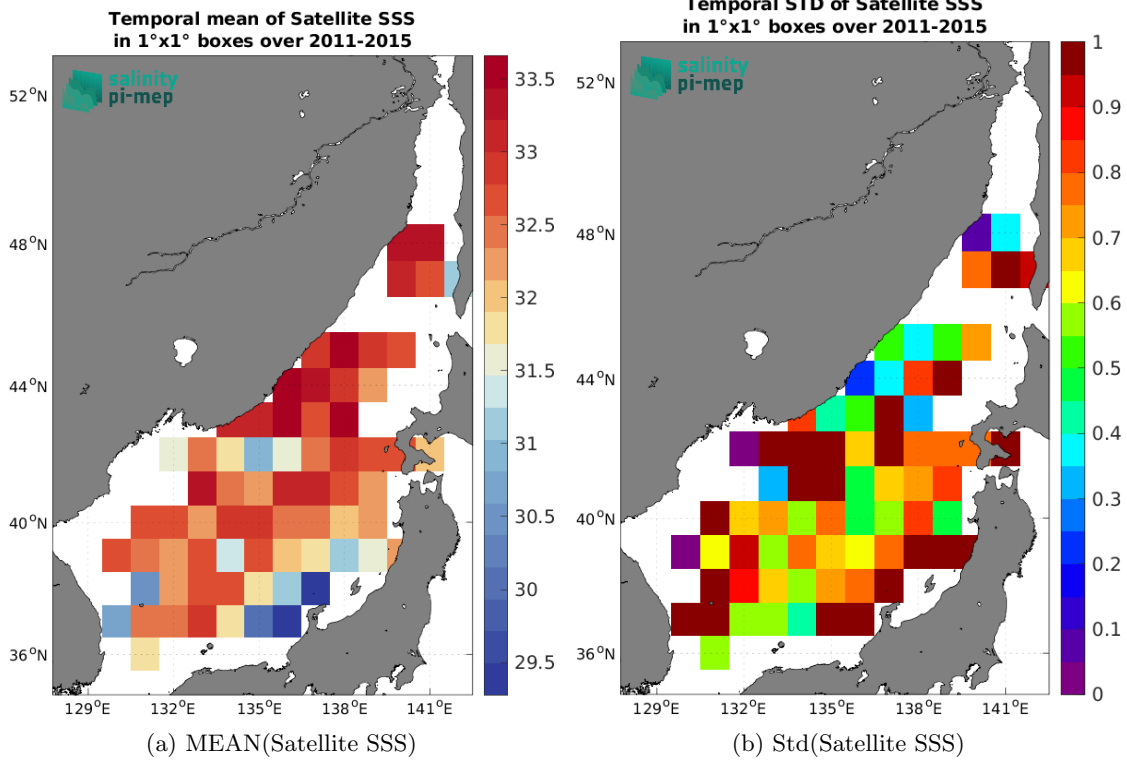 Temporal mean of Satellite SSS
in 1°x1° boxes over 2011-2015
salinity
pi-mep
52°N
48°N
44°N
40°N
36°N
129°E
132°E
135°E
138°E
141°E
33.5
33
32.5
32
31.5
31
30.5
30
29.5
(a) MEAN(Satellite SSS)
Temporal STD of Satellite SSS
in 1°x1° boxes over 2011-2015
salinity
pi-mep
52°N
48°N
44°N
40°N
36°N
129°E
132°E
135°E
138°E
141°E
1
0.9
0.8
0.7
0.6
0.5
0.4
0.3
0.2
0.1
0
(b) Std(Satellite SSS)